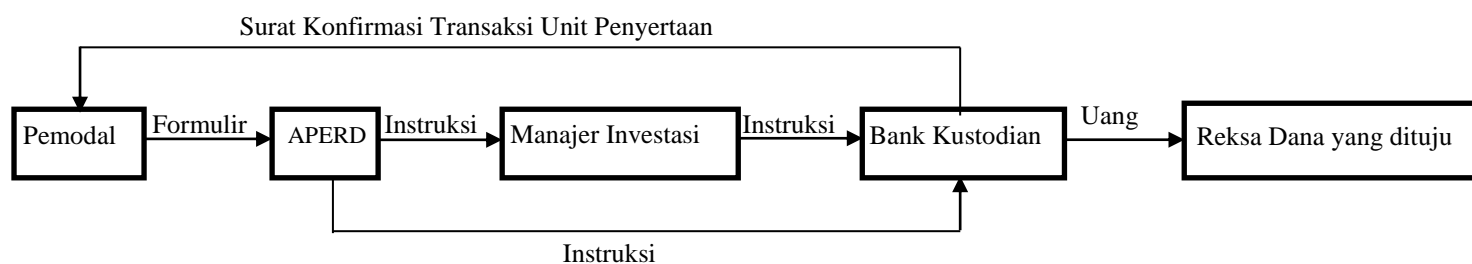 Surat Konfirmasi Transaksi Unit Penyertaan
Pemodal
Formulir
APERD
Instruksi
Manajer Investasi
Instruksi
Bank Kustodian
Uang
Reksa Dana yang dituju
Instruksi